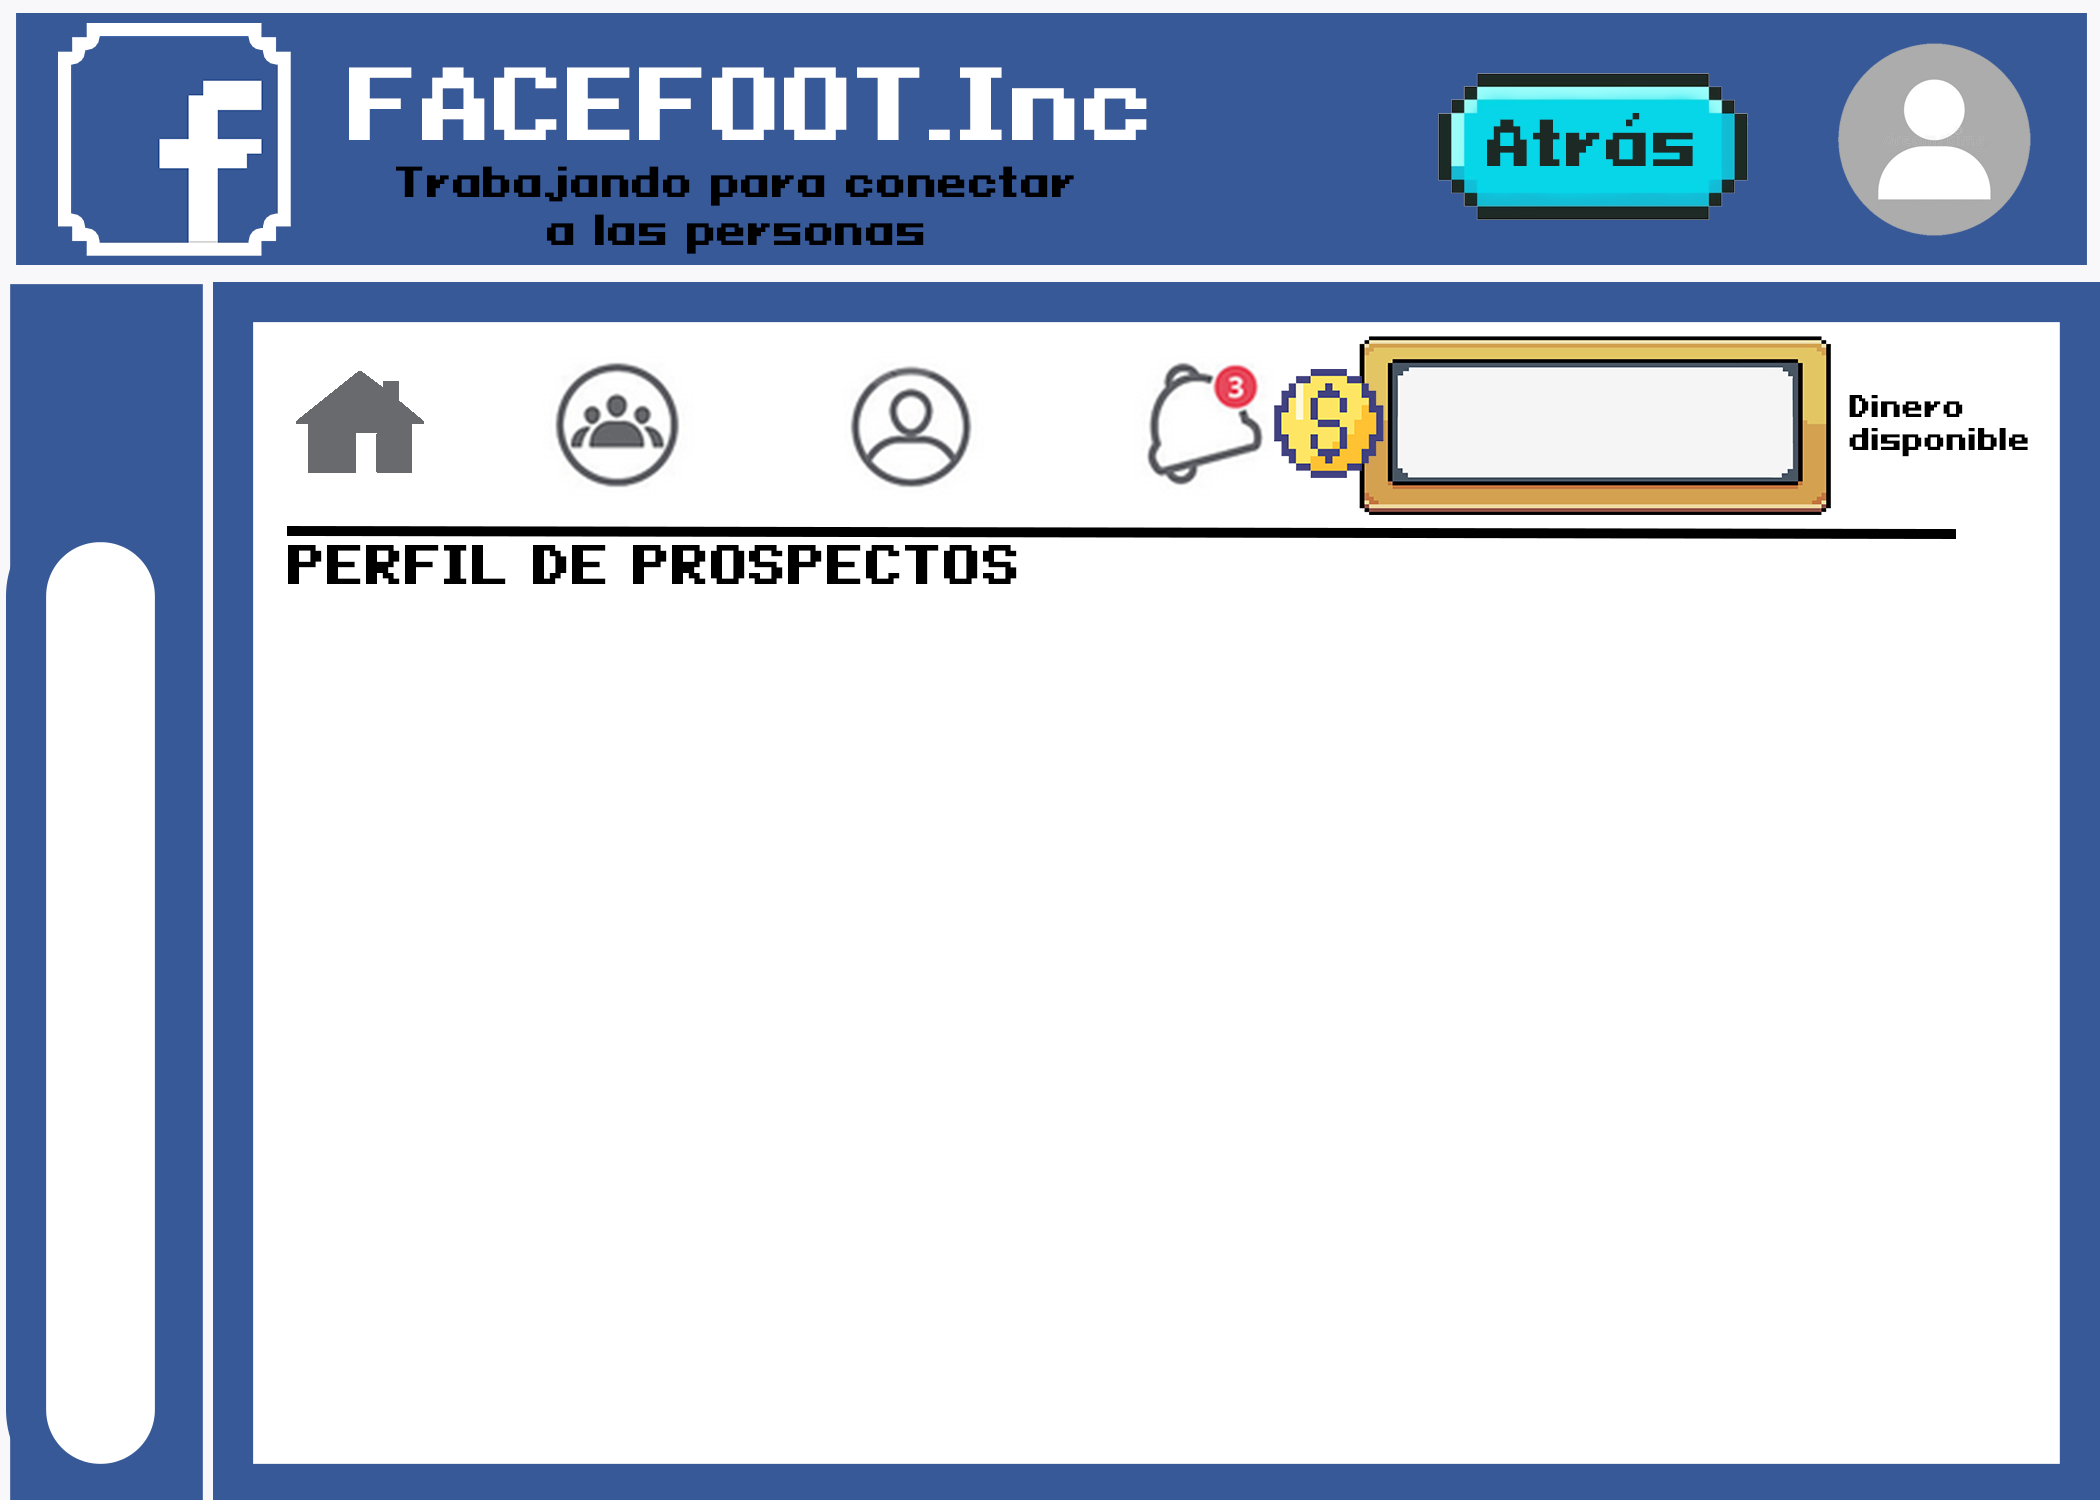 f
FACEFOOT.Inc
Trabajando para conectar
a las personas
Atrás
3
$
Dinero
disponible
PERFIL DE PROSPECTOS